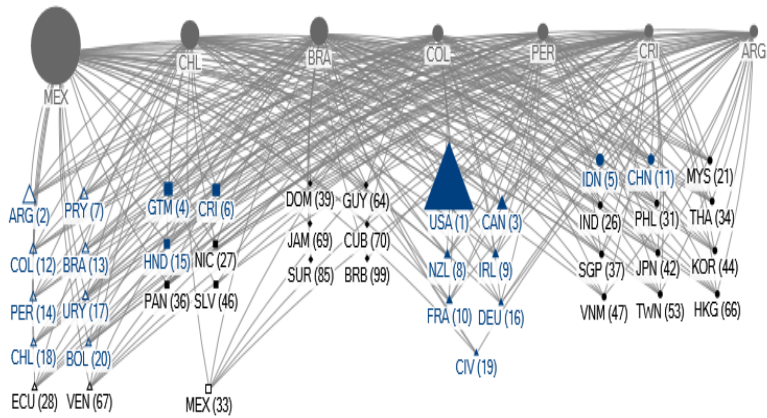 MEX
CHL
BRA
COL
PER
CRI
ARG
ARG (2) PRY (7) GTM (4) CRI (6) DOM (39) GUY (64) USA (1) CAN (3) IDN (5) CHN (11) MYS (21)
IND (26) PHL (31) THA (34)
COL (12) BRA (13) HND (15) NIC (27) JAM (69) CUB (70) NZL (8) IRL (9) SGP (37) JPN (42) KOR (44)
PER (14) URY (17) PAN (36) SLV (46) SUR (85) BRB (99) FRA (10) DEU (16) VNM (47) TWN (53) HKG (66)
CHL (18) BOL (20) CIV (19)
ECU (28) VEN (67) MEX (33)